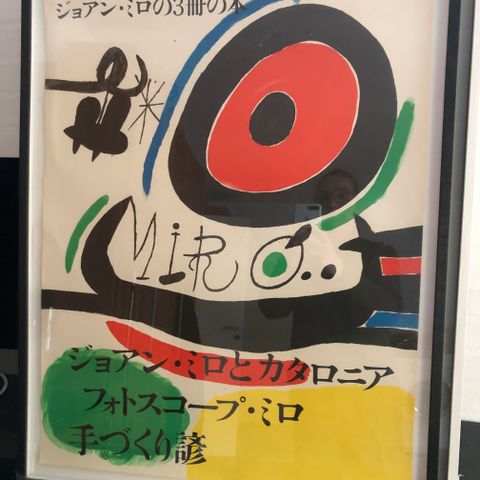 ジョアン・ミロの3冊の本
MIRÓ
ジョアン・ミロとカタロニア
フォトスコープ・ミロ
手づくり諺